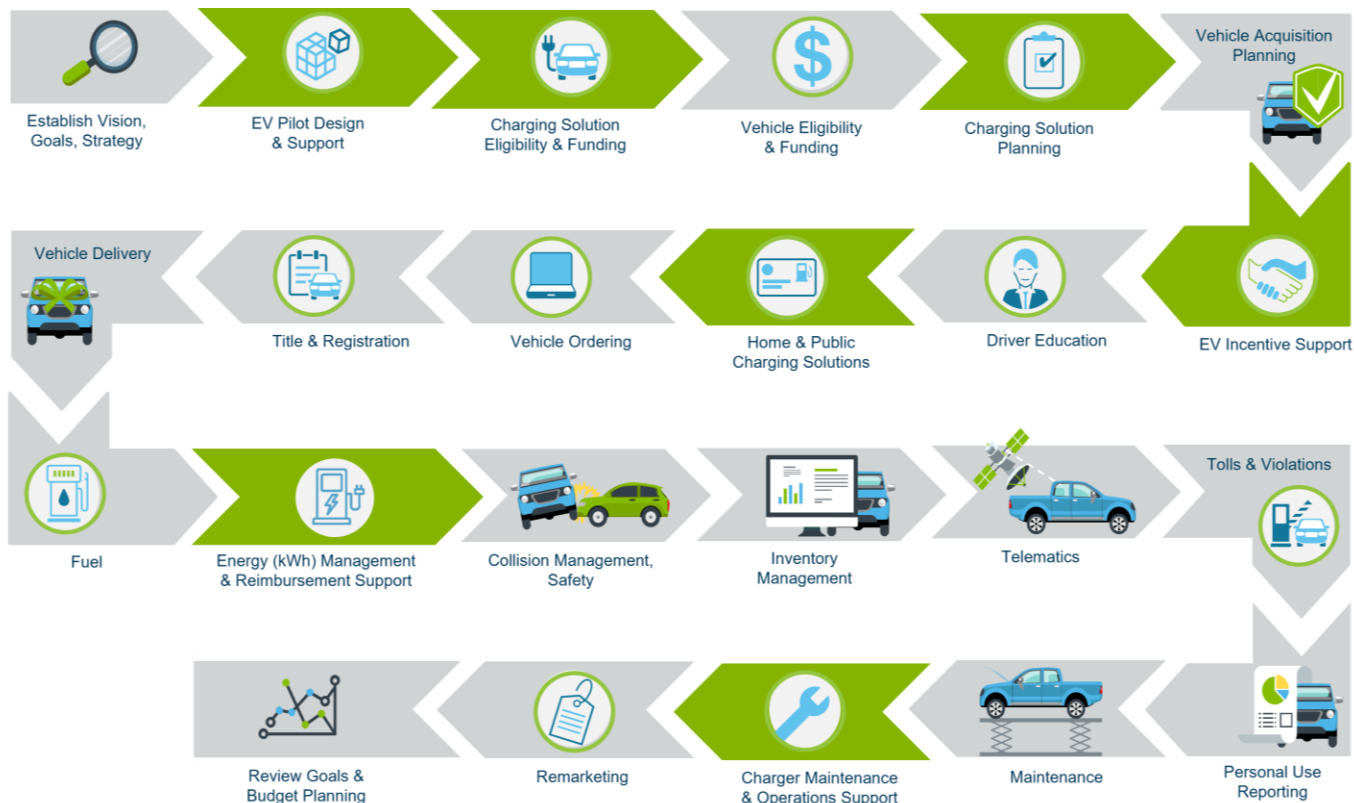 Establish Vision,
Goals, Strategy
EV Pilot Design
& Support
Charging Solution
Eligibility & Funding
$
Vehicle Eligibility
& Funding
Charging Solution
Planning
Vehicle Acquisition
Planning
EV Incentive Support
Driver Education
Home & Public
Charging Solutions
Vehicle Ordering
Title & Registration
Vehicle Delivery
Fuel
Energy (kWh) Management
& Reimbursement Support
Collision Management,
Safety
Inventory
Management
Telematics
Tolls & Violations
Personal Use
Reporting
Maintenance
Charger Maintenance
& Operations Support
Remarketing
Review Goals &
Budget Planning